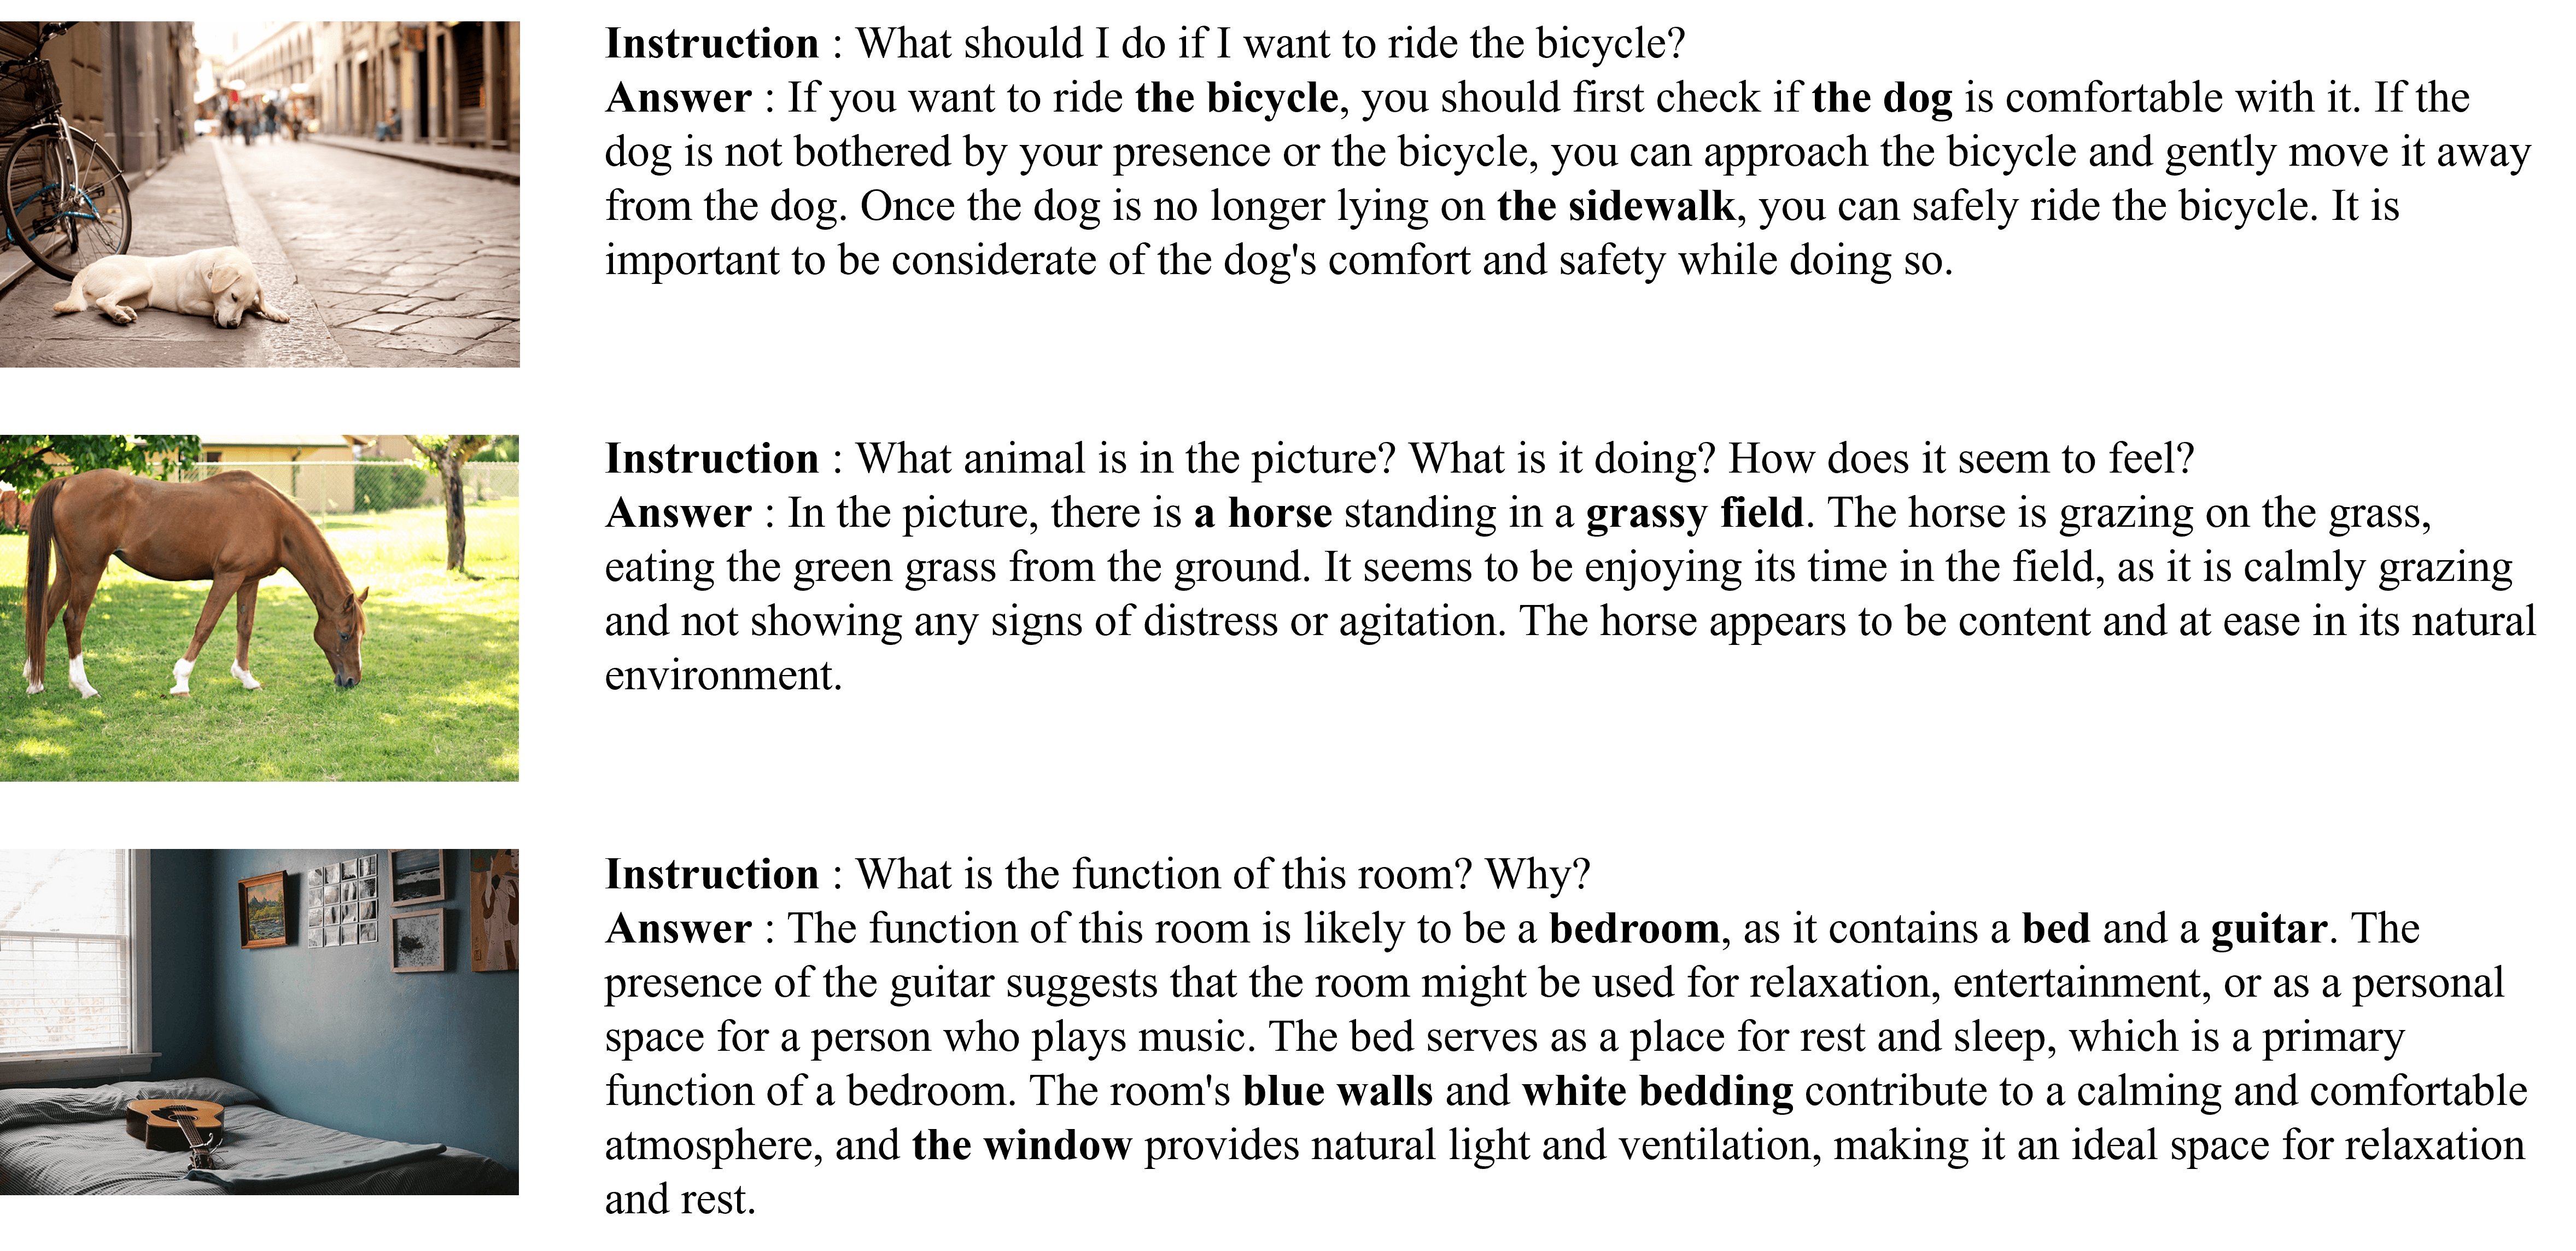 Instruction : What should I do if I want to ride the bicycle?
Answer : If you want to ride the bicycle, you should first check if the dog is comfortable with it. If the
dog is not bothered by your presence or the bicycle, you can approach the bicycle and gently move it away
from the dog. Once the dog is no longer lying on the sidewalk, you can safely ride the bicycle. It is
important to be considerate of the dog's comfort and safety while doing so.
Instruction : What animal is in the picture? What is it doing? How does it seem to feel?
Answer : In the picture, there is a horse standing in a grassy field. The horse is grazing on the grass,
eating the green grass from the ground. It seems to be enjoying its time in the field, as it is calmly grazing
and not showing any signs of distress or agitation. The horse appears to be content and at ease in its natural
environment.
Instruction : What is the function of this room? Why?
Answer : The function of this room is likely to be a bedroom, as it contains a bed and a guitar. The
presence of the guitar suggests that the room might be used for relaxation, entertainment, or as a personal
space for a person who plays music. The bed serves as a place for rest and sleep, which is a primary
function of a bedroom. The room's blue walls and white bedding contribute to a calming and comfortable
atmosphere, and the window provides natural light and ventilation, making it an ideal space for relaxation
and rest.